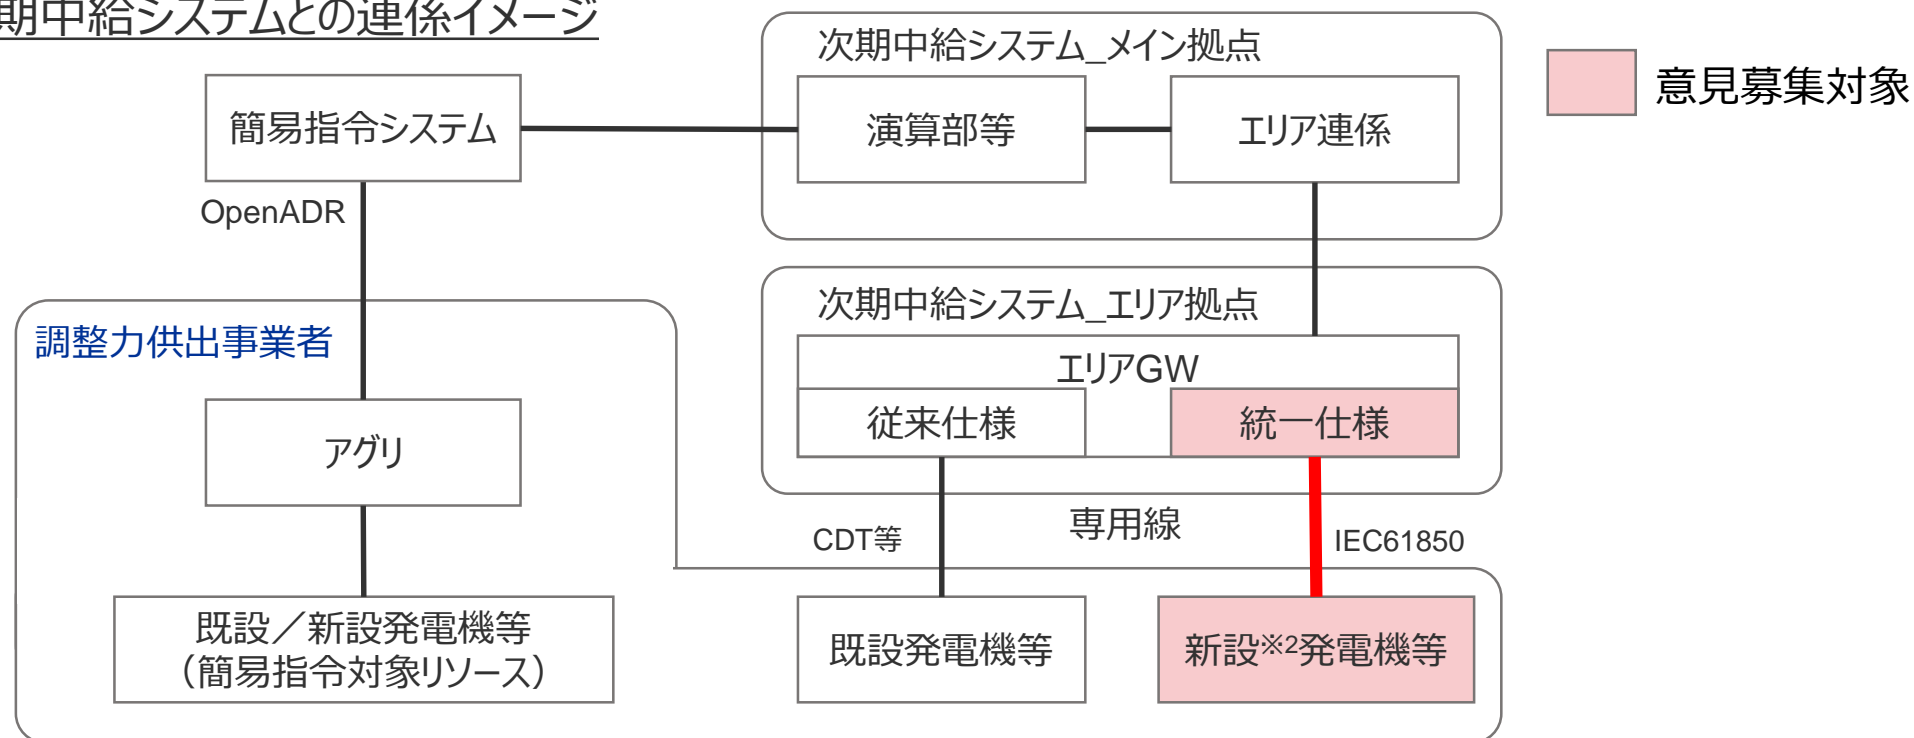 期中給システムとの連係イメージ
次期中給システム_メイン拠点
意見募集対象
簡易指令システム
演算部等
エリア連係
OpenADR
次期中給システム_エリア拠点
調整力供出事業者
エリアGW
従来仕様
統一仕様
アグリ
専用線
CDT等
IEC61850
既設／新設発電機等
（簡易指令対象リソース）
既設発電機等
新設※2発電機等